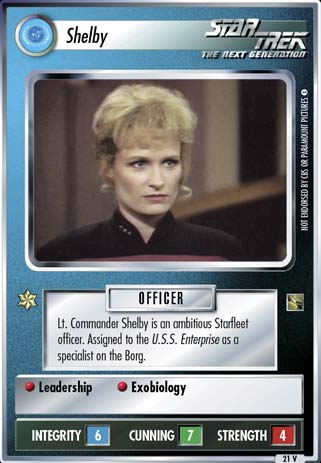 Shelby
STAR TREK
THE NEXT GENERATION
NOT ENDORSED BY CBS OR PARAMOUNT PICTURES
OFFICER
Lt. Commander Shelby is an ambitious Starfleet
officer. Assigned to the U.S.S. Enterprise as a
specialist on the Borg.
Leadership Exobiology
INTEGRITY 6 CUNNING 7 STRENGTH 4
21 V